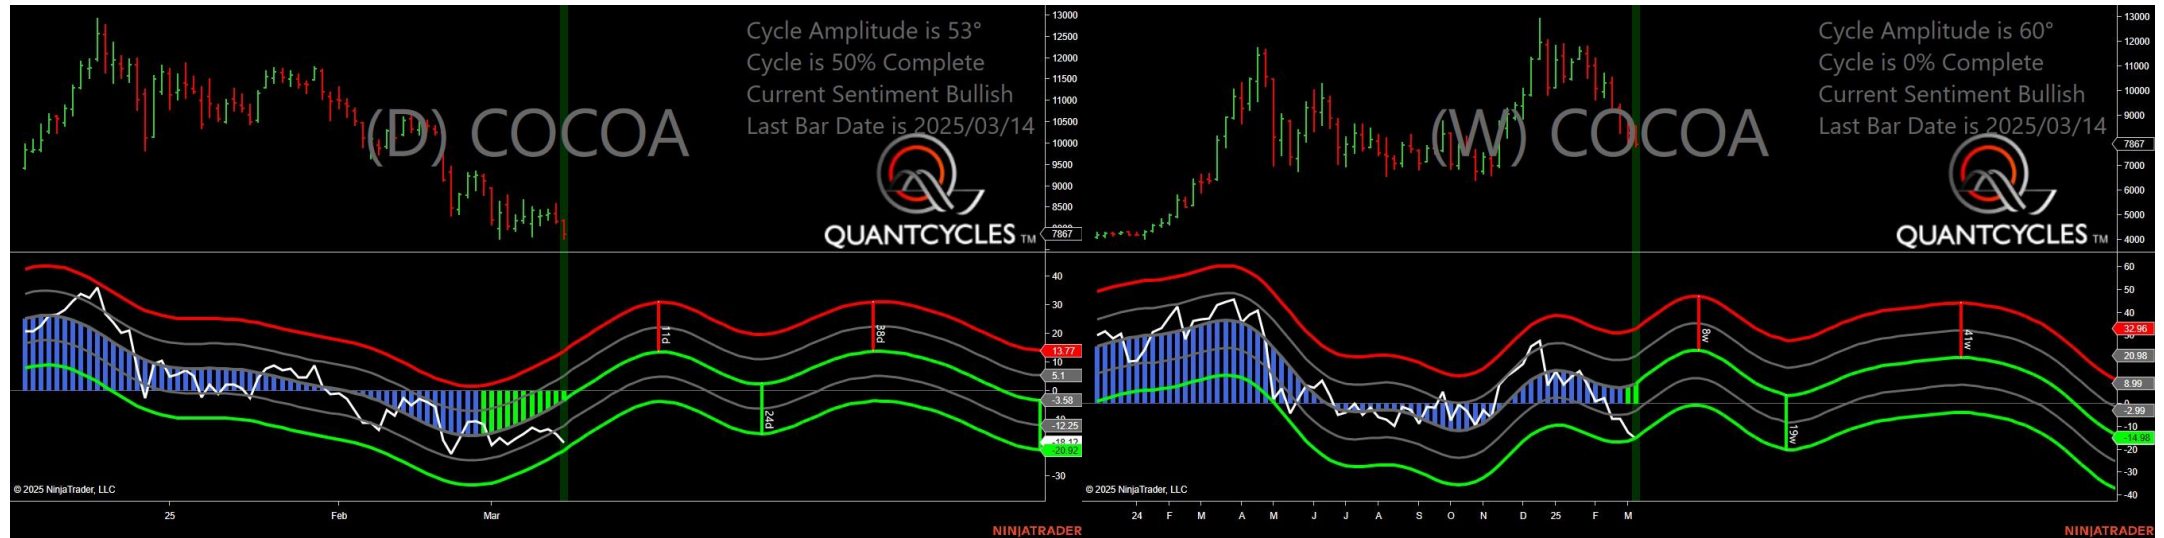 Cycle Amplitude is 53°
Cycle is 50% Complete
Current Sentiment Bullish
Last Bar Date is 2025/03/14
(D) COCOA
QUANTCYCLES TM
13000
12500
12000
11500
11000
10500
10000
9500
9000
8500
7867
40
30
20
13.77
10
5.1
0
-3.58
-12.25
-18.12
-20.92
-30
11d
24d
38d
© 2025 NinjaTrader, LLC
25 Feb Mar
NINJATRADER
Cycle Amplitude is 60°
Cycle is 0% Complete
Current Sentiment Bullish
Last Bar Date is 2025/03/14
(W) COCOA
QUANTCYCLES TM
13000
12000
11000
10000
9000
7867
7000
6000
5000
4000
60
50
40
32.96
20.98
8.99
-2.99
-10
-14.98
-20
-30
-40
8w
19w
41w
© 2025 NinjaTrader, LLC
24 F M A M J J A S O N D 25 F M
NINJATRADER